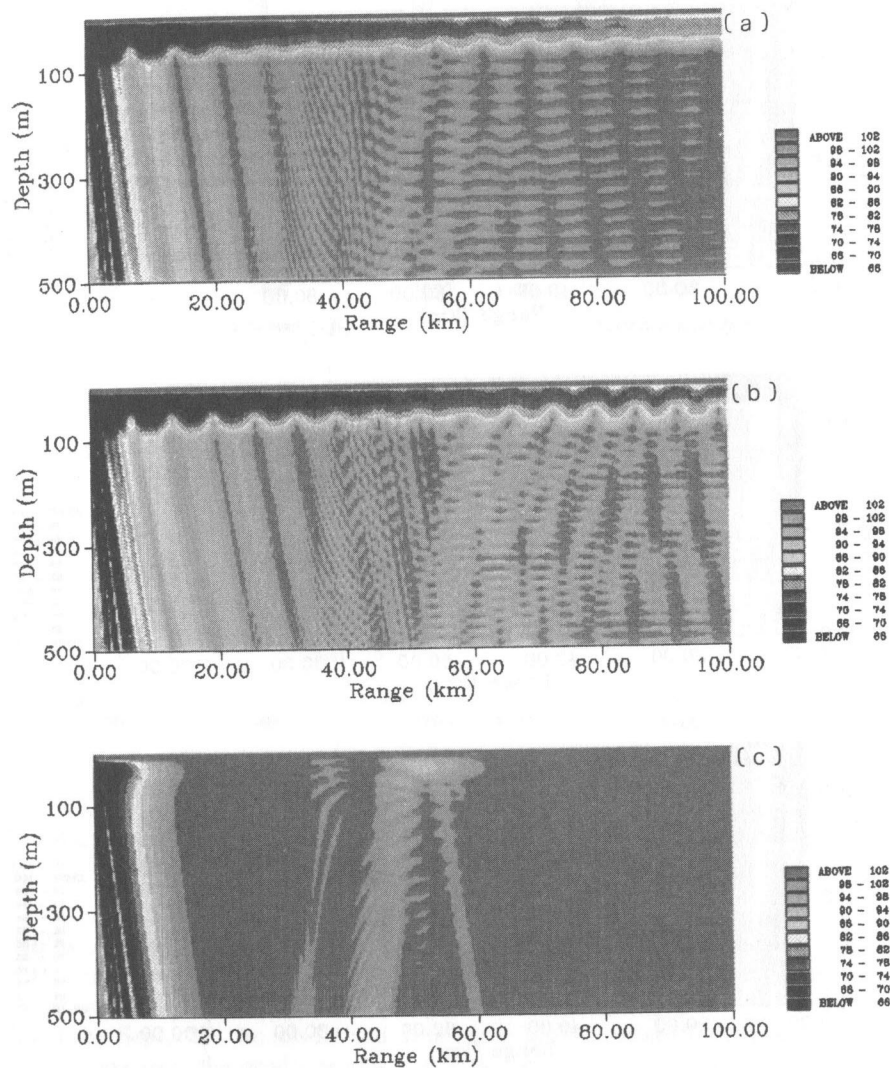 (a)
Depth (m)
100
300
500
0.00
20.00
40.00
60.00
80.00
100.00
Range (km)
ABOVE 102
95 - 102
94 - 95
90 - 94
86 - 90
82 - 86
78 - 82
74 - 78
70 - 74
66 - 70
BELOW 66
(b)
Depth (m)
100
300
500
0.00
20.00
40.00
60.00
80.00
100.00
Range (km)
ABOVE 102
95 - 102
94 - 95
90 - 94
86 - 90
82 - 86
78 - 82
74 - 78
70 - 74
66 - 70
BELOW 66
(c)
Depth (m)
100
300
500
0.00
20.00
40.00
60.00
80.00
100.00
Range (km)
ABOVE 102
95 - 102
94 - 95
90 - 94
86 - 90
82 - 86
78 - 82
74 - 78
70 - 74
66 - 70
BELOW 66